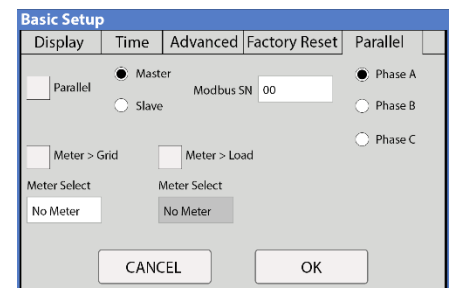 Basic Setup
Display Time Advanced Factory Reset Parallel
Parallel Master Modbus SN 00 Phase A
Slave Phase B
Phase C
Meter > Grid Meter > Load
Meter Select Meter Select
No Meter No Meter
CANCEL OK